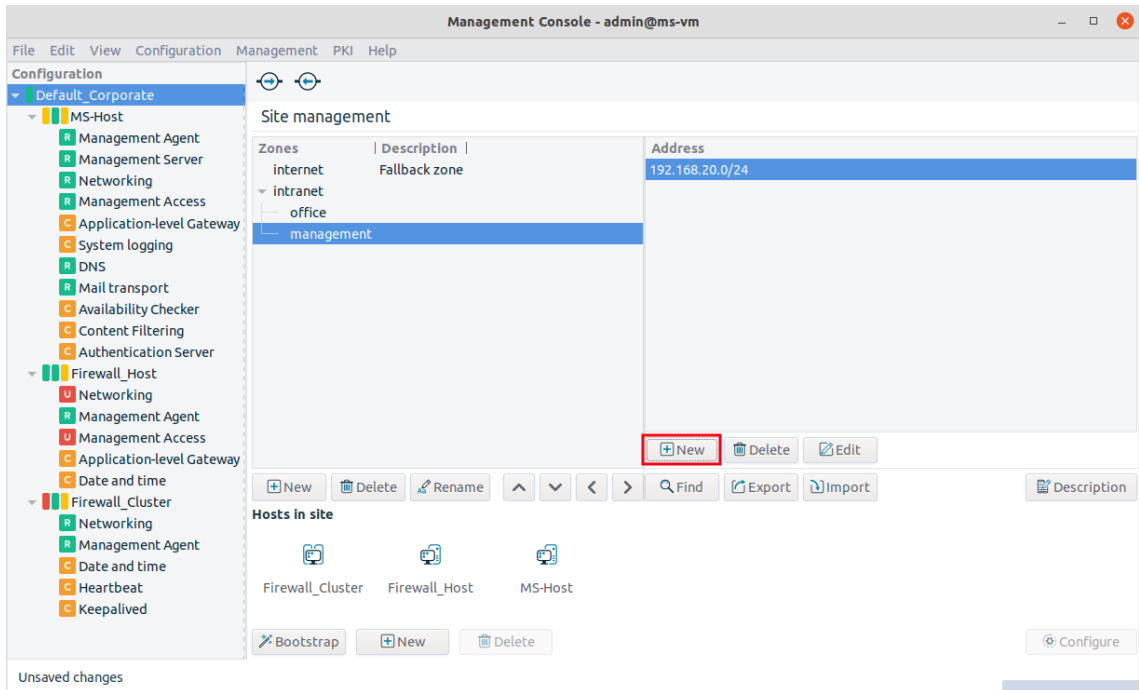 Management Console - admin@ms-vm
File Edit View Configuration Management PKI Help
Configuration
Default_Corporate
MS-Host
R Management Agent
R Management Server
R Networking
R Management Access
C Application-level Gateway
C System logging
R DNS
R Mail transport
C Availability Checker
C Content Filtering
C Authentication Server
Firewall_Host
U Networking
R Management Agent
U Management Access
C Application-level Gateway
C Date and time
Firewall_Cluster
R Networking
R Management Agent
C Date and time
C Heartbeat
C Keepalived
Site management
Zones Description
internet Fallback zone
intranet
office
management
Address
192.168.20.0/24
New Delete Edit
New Delete Rename Find Export Import Description
Hosts in site
Firewall_Cluster Firewall_Host MS-Host
Bootstrap New Delete Configure
Unsaved changes